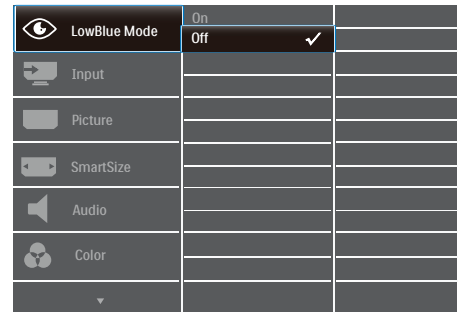 LowBlue Mode
On
Off
Input
Picture
SmartSize
Audio
Color